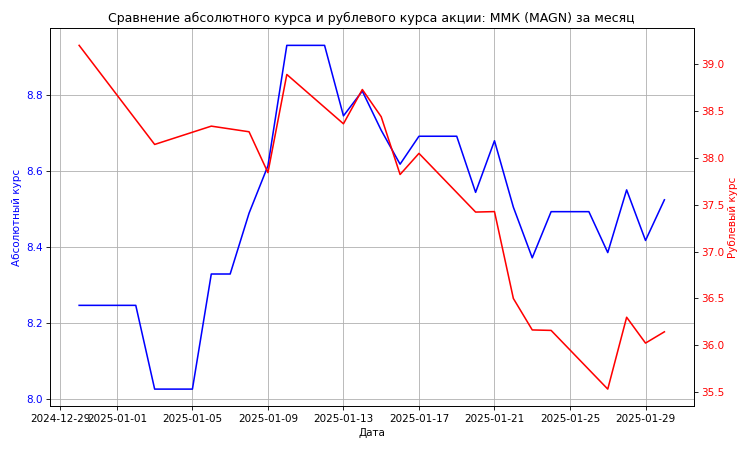 Сравнение абсолютного курса и рублевого курса акции: ММК (MAGN) за месяц
Абсолютный курс
8.8
8.6
8.4
8.2
8.0
39.0
38.5
38.0
37.5
37.0
36.5
36.0
35.5
Рублевый курс
2024-12-29 2025-01-01 2025-01-05 2025-01-09 2025-01-13 2025-01-17 2025-01-21 2025-01-25 2025-01-29
Дата